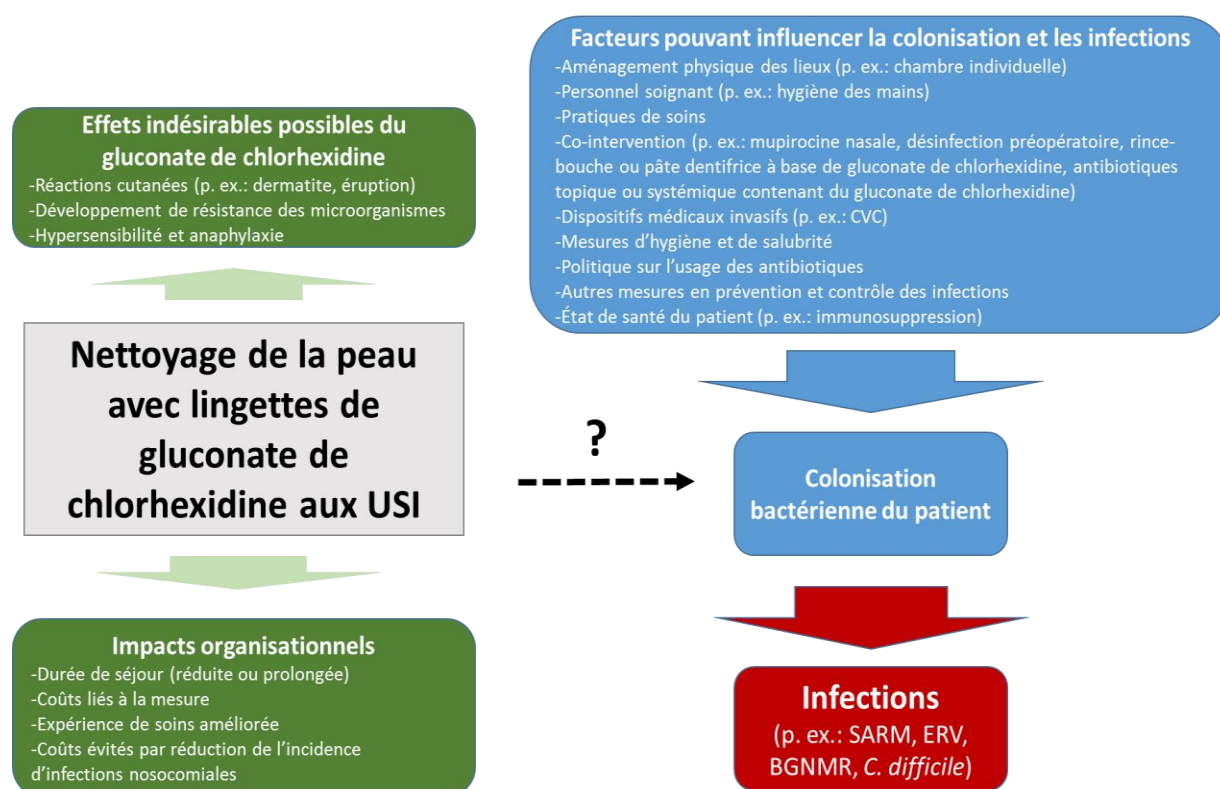 Effets indésirables possibles du
gluconate de chlorhexidine
-Réactions cutanées (p. ex.: dermatite, éruption)
-Développement de résistance des microorganismes
-Hypersensibilité et anaphylaxie
Nettoyage de la peau
avec lingettes de
gluconate de
chlorhexidine aux USI
Impacts organisationnels
-Durée de séjour (réduite ou prolongée)
-Coûts liés à la mesure
-Expérience de soins améliorée
-Coûts évités par réduction de l'incidence
d'infections nosocomiales
?
Facteurs pouvant influencer la colonisation et les infections
-Aménagement physique des lieux (p. ex.: chambre individuelle)
-Personnel soignant (p. ex.: hygiène des mains)
-Pratiques de soins
-Co-intervention (p. ex.: mupirocine nasale, désinfection préopératoire, rince-
bouche ou pâte dentifrice à base de gluconate de chlorhexidine, antibiotiques
topique ou systémique contenant du gluconate de chlorhexidine)
-Dispositifs médicaux invasifs (p. ex.: CVC)
-Mesures d'hygiène et de salubrité
-Politique sur l'usage des antibiotiques
-Autres mesures en prévention et contrôle des infections
-État de santé du patient (p. ex.: immunosuppression)
Colonisation
bactérienne du patient
Infections
(p. ex.: SARM, ERV,
BGNMR, C. difficile)